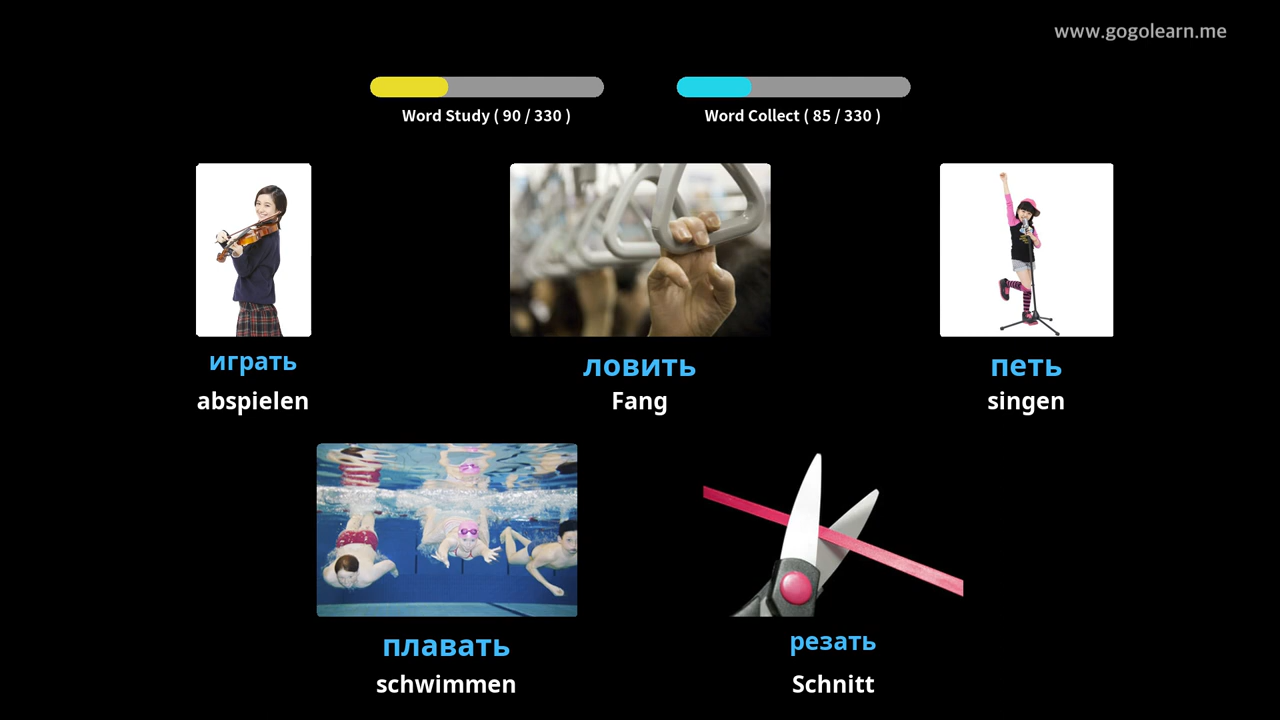 www.gogolearn.me
Word Study ( 90 / 330 )
Word Collect ( 85 / 330 )
играть
abspielen
ловить
Fang
петь
singen
плавать
schwimmen
резать
Schnitt